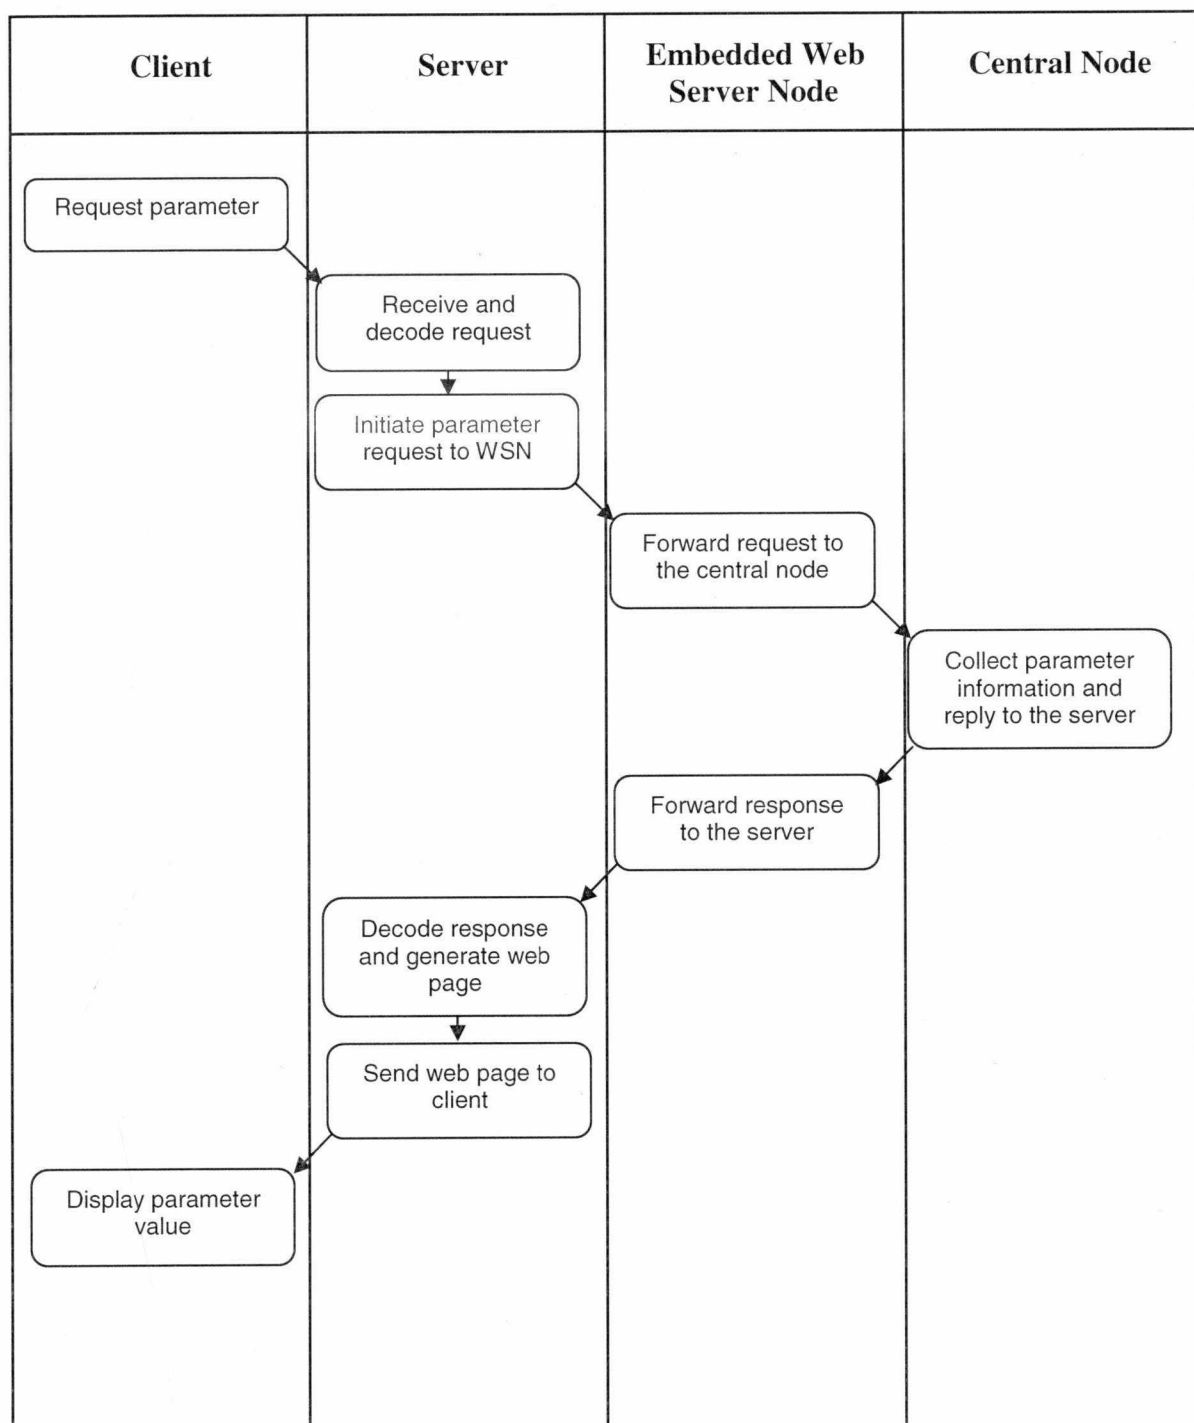 Client
Server
Embedded Web
Server Node
Central Node
Request parameter
Receive and
decode request
Initiate parameter
request to WSN
Forward request to
the central node
Collect parameter
information and
reply to the server
Forward response
to the server
Decode response
and generate web
page
Send web page to
client
Display parameter
value